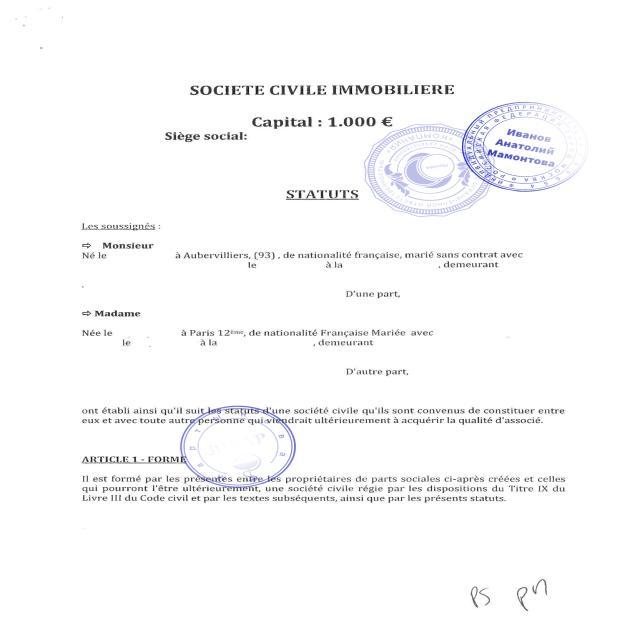 SOCIETE CIVILE IMMOBILIERE
Capital : 1.000 €
Siège social:
Иванов
Анатолий
Мамонтова
STATUTS
Les soussignés :
⇨ Monsieur
Né le à Aubervilliers, (93) , de nationalité française, marié sans contrat avec
le à la , demeurant
D'une part,
⇨ Madame
Née le à Paris 12ème, de nationalité Française Mariée avec
le à la , demeurant
D'autre part,
ont établi ainsi qu'il suit les statuts d'une société civile qu'ils sont convenus de constituer entre
eux et avec toute autre personne qui viendrait ultérieurement à acquérir la qualité d'associé.
ARTICLE 1 - FORME
Il est formé par les présentes entre les propriétaires de parts sociales ci-après créées et celles
qui pourront l'être ultérieurement, une société civile régie par les dispositions du Titre IX du
Livre III du Code civil et par les textes subséquents, ainsi que par les présents statuts.
PS